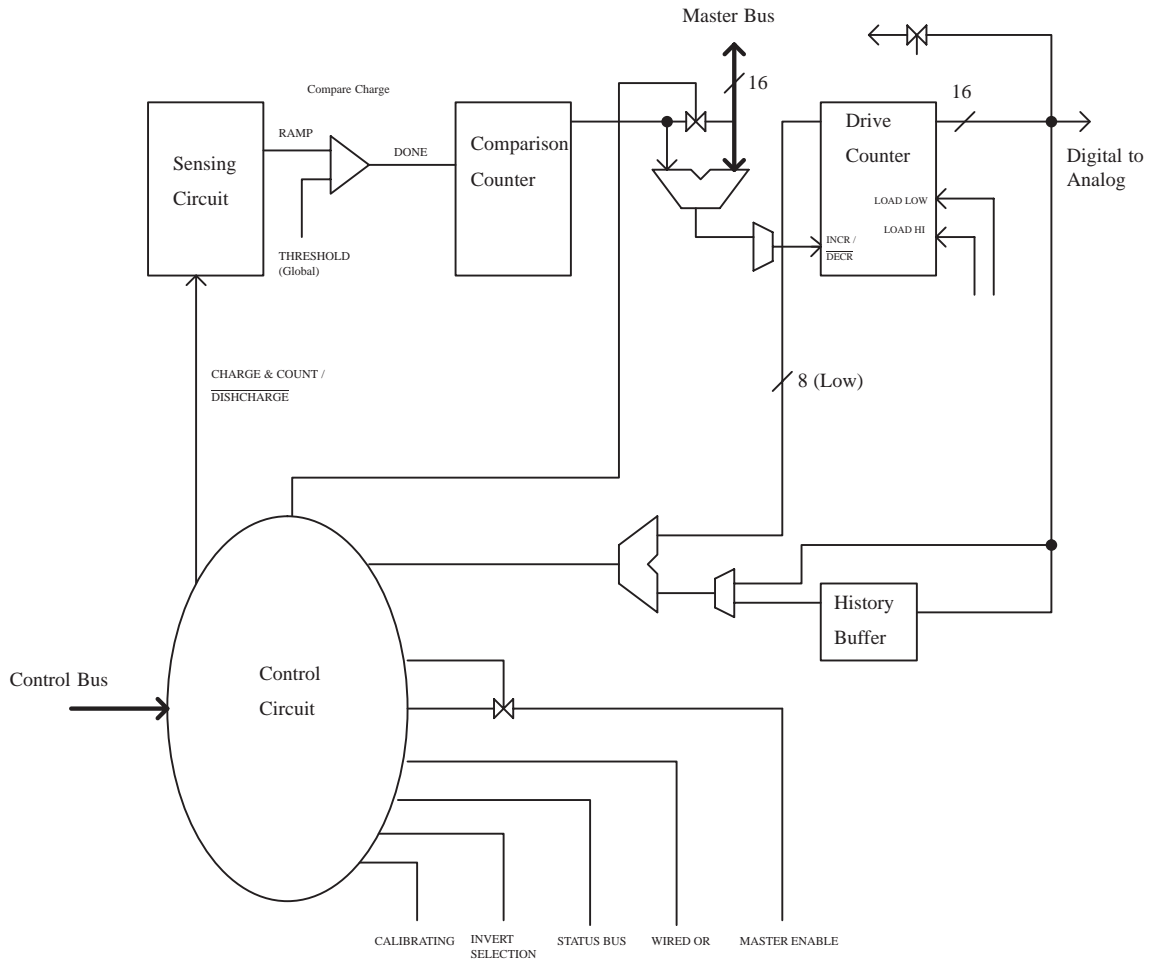 Master Bus
16
Compare Charge
16
RAMP
DONE
Sensing
Circuit
Comparison
Counter
Drive
Counter
Digital to
Analog
LOAD LOW
LOAD HI
THRESHOLD
(Global)
INCR /
DECR
CHARGE & COUNT /
DISHCHARGE
8 (Low)
History
Buffer
Control Bus
Control
Circuit
CALIBRATING
INVERT
SELECTION
STATUS BUS
WIRED OR
MASTER ENABLE